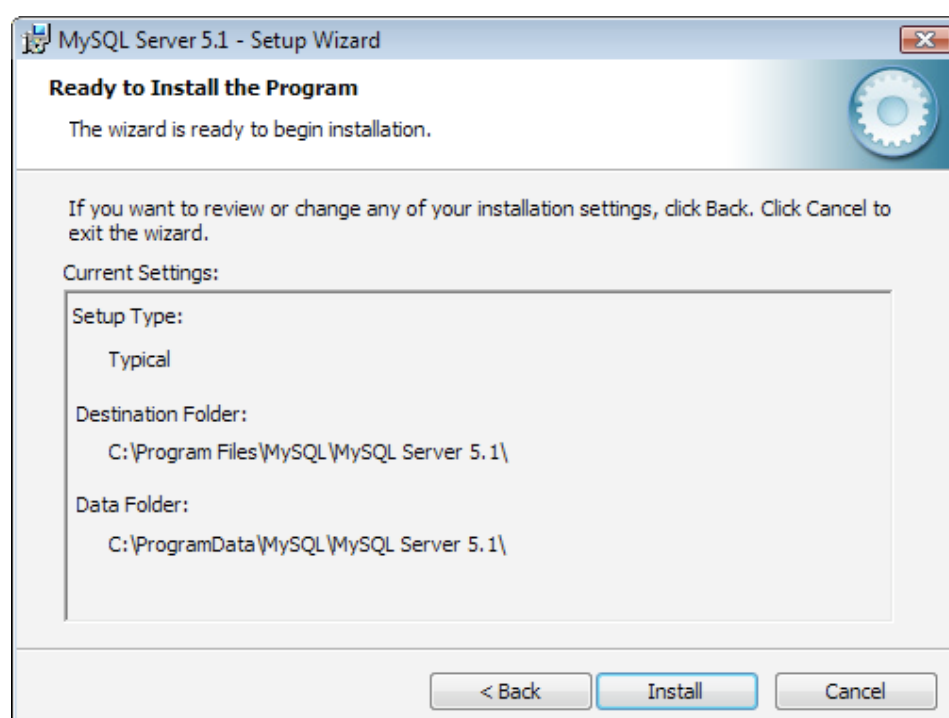 MySQL Server 5.1 - Setup Wizard
Ready to Install the Program
The wizard is ready to begin installation.
If you want to review or change any of your installation settings, click Back. Click Cancel to
exit the wizard.
Current Settings:
Setup Type:
Typical
Destination Folder:
C:\Program Files\MySQL\MySQL Server 5.1\
Data Folder:
C:\ProgramData\MySQL\MySQL Server 5.1\
< Back
Install
Cancel